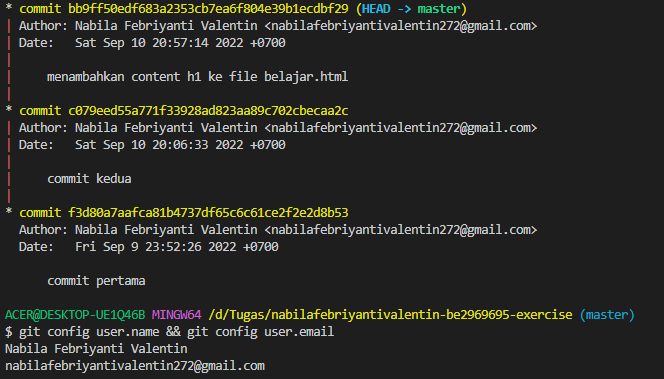 * commit bb9ff50edf683a2353cb7ea6f804e39b1ecdbf29 (HEAD -> master)
| Author: Nabila Febriyanti Valentin <nabilafebriyantivalentin272@gmail.com>
| Date:   Sat Sep 10 20:57:14 2022 +0700
|
|     menambahkan content h1 ke file belajar.html
|
* commit c079eed55a771f33928ad823aa89c702cbecaa2c
| Author: Nabila Febriyanti Valentin <nabilafebriyantivalentin272@gmail.com>
| Date:   Sat Sep 10 20:06:33 2022 +0700
|
|     commit kedua
|
* commit f3d80a7aafca81b4737df65c6c61ce2f2e2d8b53
  Author: Nabila Febriyanti Valentin <nabilafebriyantivalentin272@gmail.com>
  Date:   Fri Sep 9 23:52:26 2022 +0700

      commit pertama

ACER@DESKTOP-UE1Q46B MINGW64 /d/Tugas/nabilafebriyantivalentin-be2969695-exercise (master)
$ git config user.name && git config user.email
Nabila Febriyanti Valentin
nabilafebriyantivalentin272@gmail.com